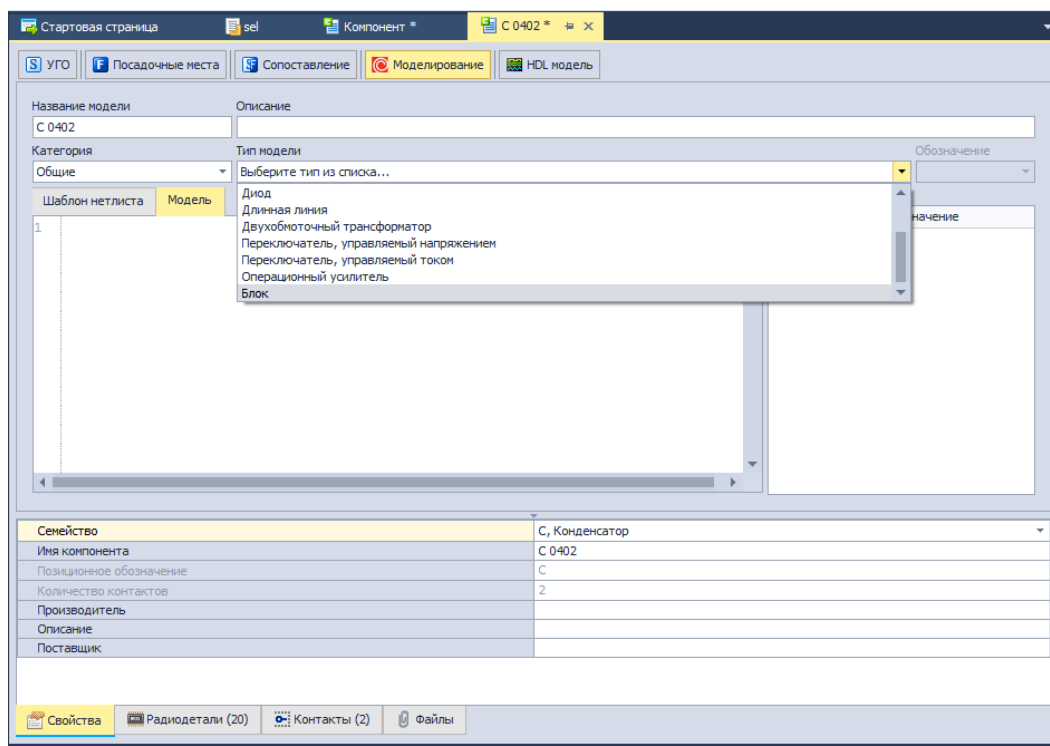 Стартовая страница sel Компонент * C 0402 *
S УГО F Посадочные места SF Сопоставление Моделирование HDL модель
Название модели Описание
C 0402
Категория Тип модели Обозначение
Общие Выберите тип из списка...
Шаблон нетлиста Модель
Диод
Длинная линия
начение
1
Двухобмоточный трансформатор
Переключатель, управляемый напряжением
Переключатель, управляемый током
Операционный усилитель
Блок
Семейство C, Конденсатор
Имя компонента C 0402
Позиционное обозначение C
Количество контактов 2
Производитель
Описание
Поставщик
Свойства Радиодетали (20) Контакты (2) Файлы